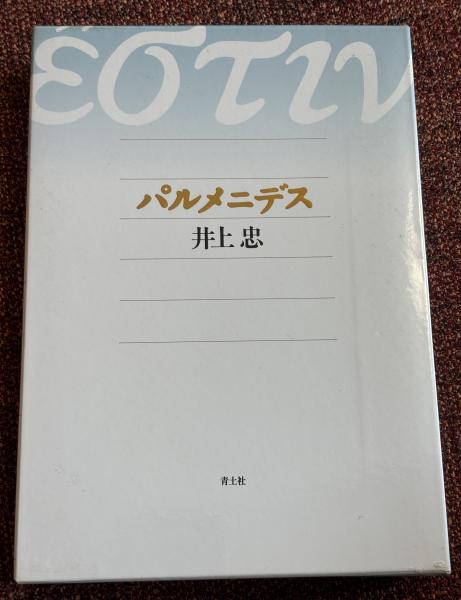 ἐστιν
パルメニデス
井上 忠
青土社